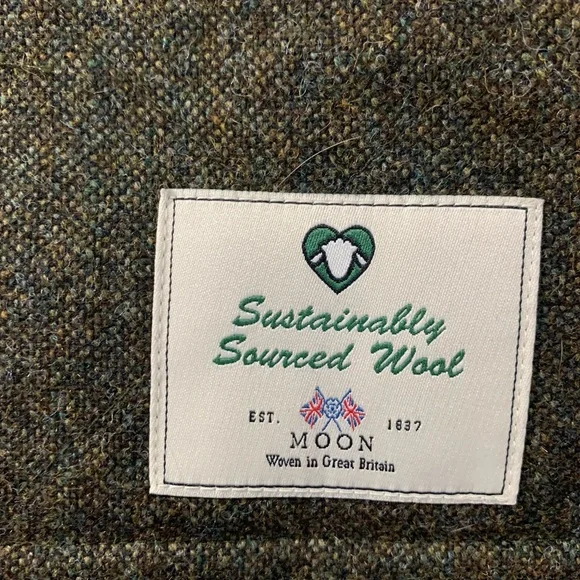 Sustainably
Sourced Wool
EST. 1837
MOON
Woven in Great Britain